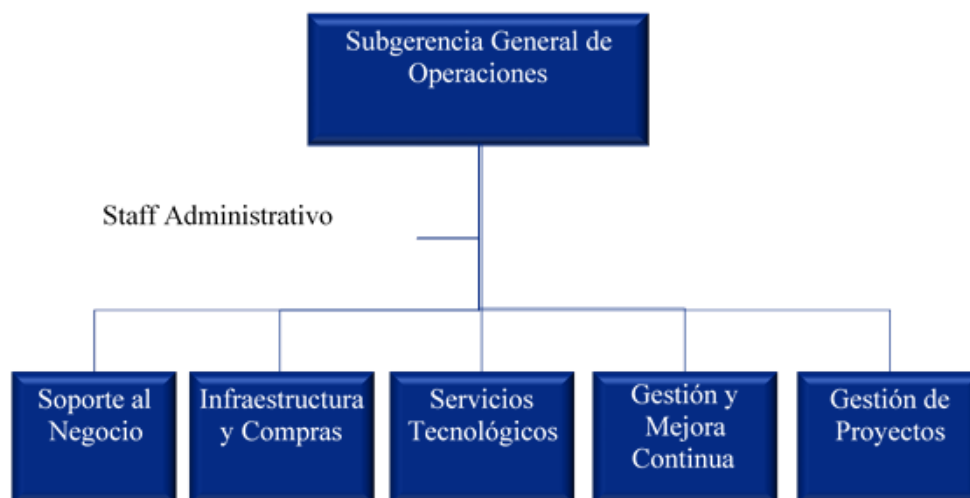 Subgerencia General de
Operaciones
Staff Administrativo
Soporte al
Negocio
Infraestructura
y Compras
Servicios
Tecnológicos
Gestión y
Mejora
Continua
Gestión de
Proyectos